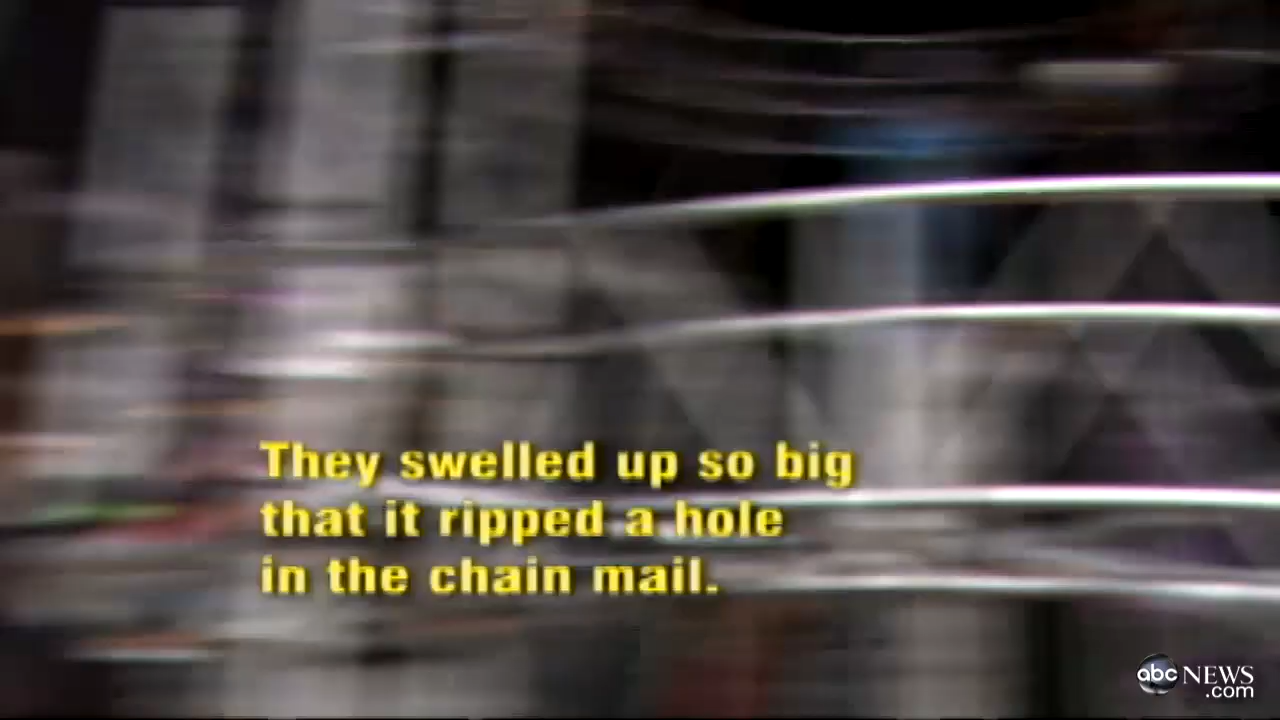 They swelled up so big
that it ripped a hole
in the chain mail.
abc NEWS
.com